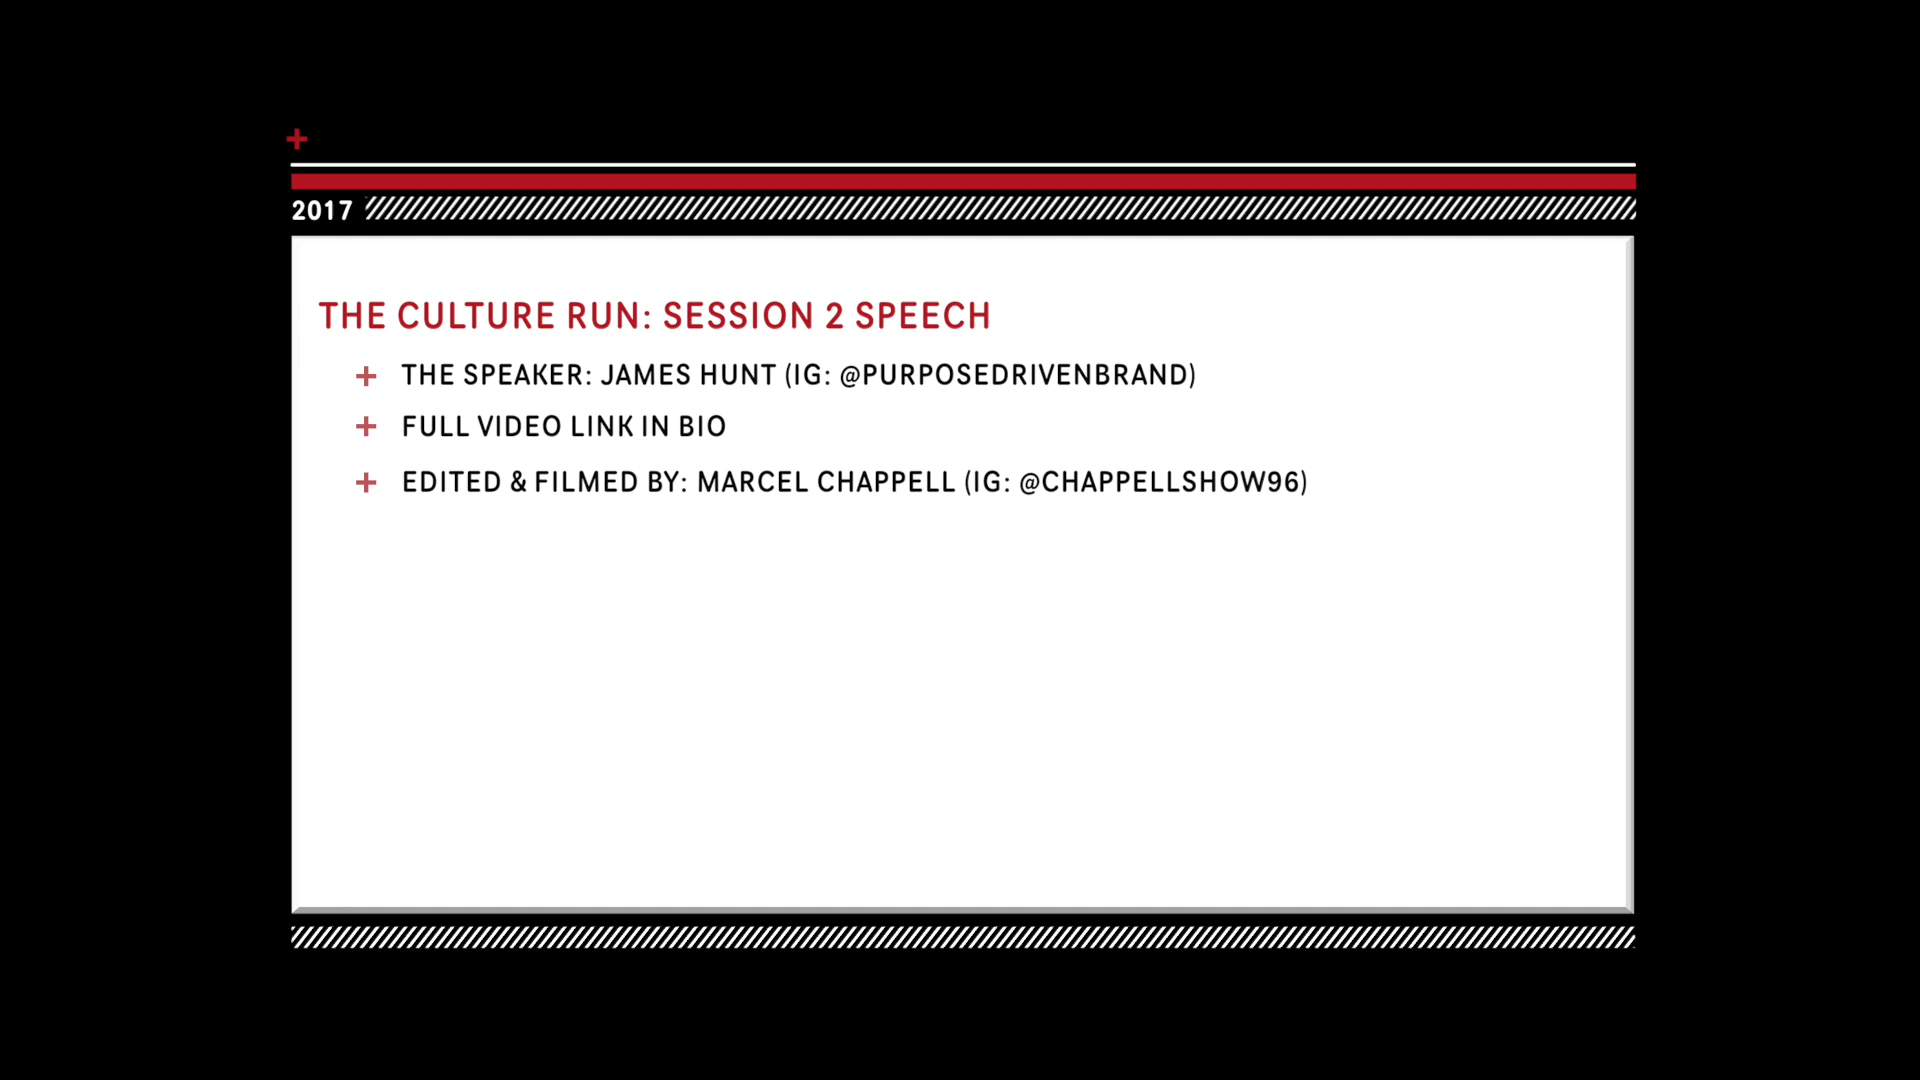 2017
THE CULTURE RUN: SESSION 2 SPEECH
+ THE SPEAKER: JAMES HUNT (IG: @PURPOSEDRIVENBRAND)
+ FULL VIDEO LINK IN BIO
+ EDITED & FILMED BY: MARCEL CHAPPELL (IG: @CHAPPELLSHOW96)